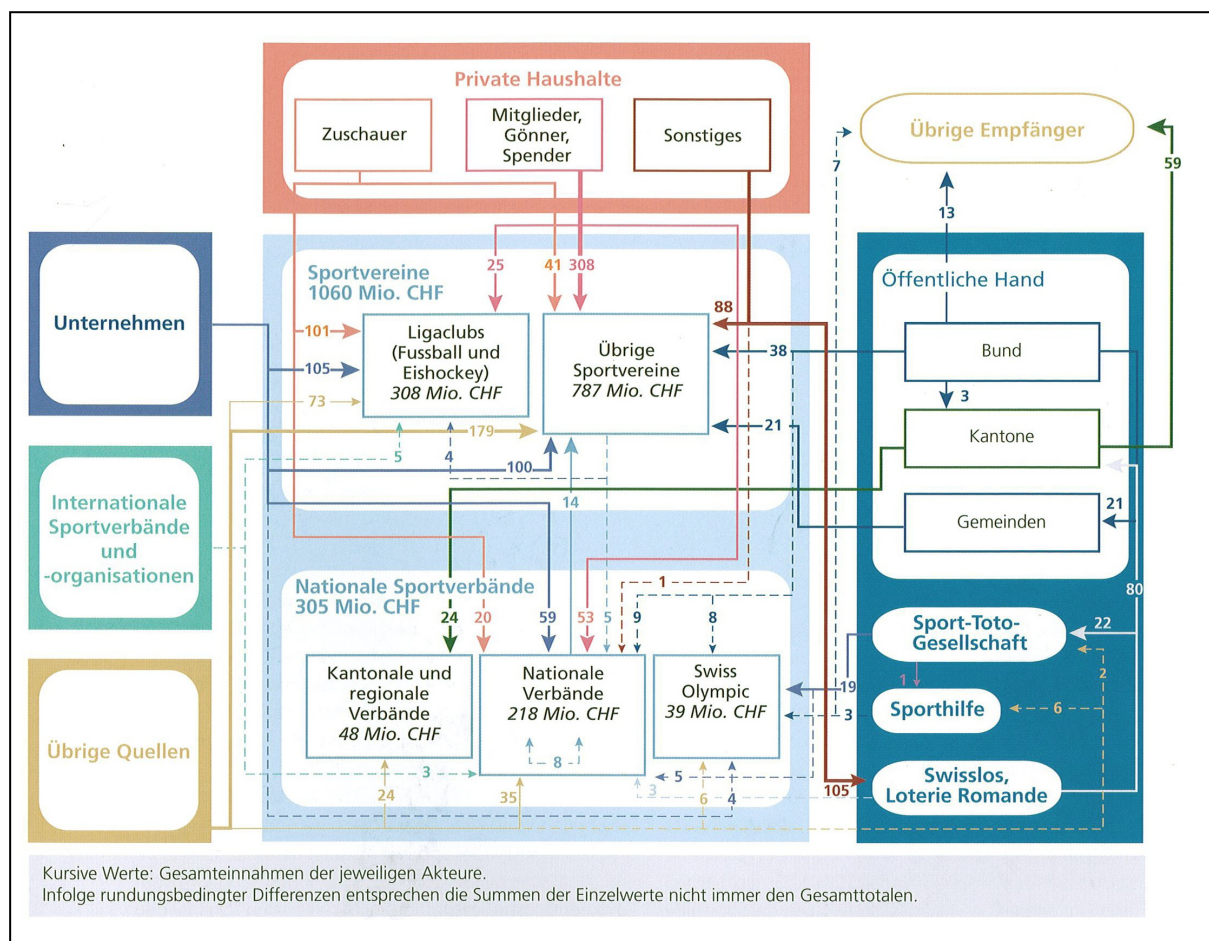 Private Haushalte
Zuschauer
Mitglieder,
Gönner,
Spender
Sonstiges
Übrige Empfänger
7
59
13
25
41
308
Sportvereine
1060 Mio. CHF
Öffentliche Hand
Unternehmen
88
101
Ligaclubs
(Fussball und
Eishockey)
308 Mio. CHF
Übrige
Sportvereine
787 Mio. CHF
38
Bund
105
3
73
179
21
Kantone
5
4
100
Internationale
Sportverbände
und
-organisationen
14
21
Gemeinden
Nationale Sportverbände
305 Mio. CHF
1
80
24
20
59
53
5
9
8
22
Sport-Toto-
Gesellschaft
Kantonale und
regionale
Verbände
48 Mio. CHF
Nationale
Verbände
218 Mio. CHF
Swiss
Olympic
39 Mio. CHF
19
1
2
3
Sporthilfe
6
Übrige Quellen
8
3
5
3
105
Swisslos,
Loterie Romande
24
35
6
4
Kursive Werte: Gesamteinnahmen der jeweiligen Akteure.
Infolge rundungsbedingter Differenzen entsprechen die Summen der Einzelwerte nicht immer den Gesamttotalen.